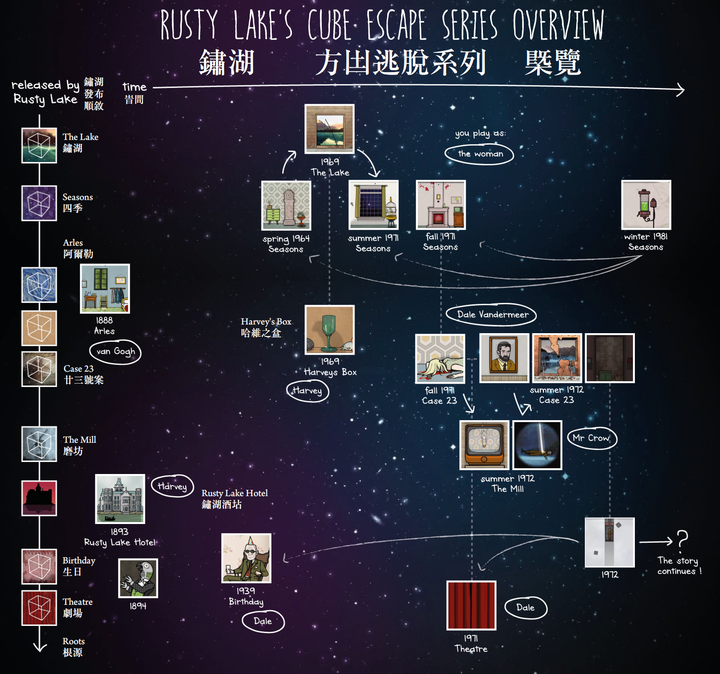 RUSTY LAKE'S CUBE ESCAPE SERIES OVERVIEW
鏽湖 方凷逃脫系列 槩覽
released by
Rusty Lake
鏽湖
發布
順敘
time
旹間
The Lake
鏽湖
1969
The Lake
you play as:
the woman
Seasons
四季
spring 1964
Seasons
summer 1971
Seasons
fall 1971
Seasons
winter 1981
Seasons
Arles
阿爾勒
1888
Arles
van Gogh
Harvey's Box
哈維之盒
1969
Harveys Box
Harvey
Dale Vandermeer
Case 23
廿三號案
fall 1971
Case 23
summer 1972
Case 23
The Mill
磨坊
Mr Crow
summer 1972
The Mill
Harvey
Rusty Lake Hotel
鏽湖酒坫
1893
Rusty Lake Hotel
Birthday
生日
1894
1939
Birthday
Dale
1972
?
The story
continues !
Theatre
劇場
1971
Theatre
Dale
Roots
根源